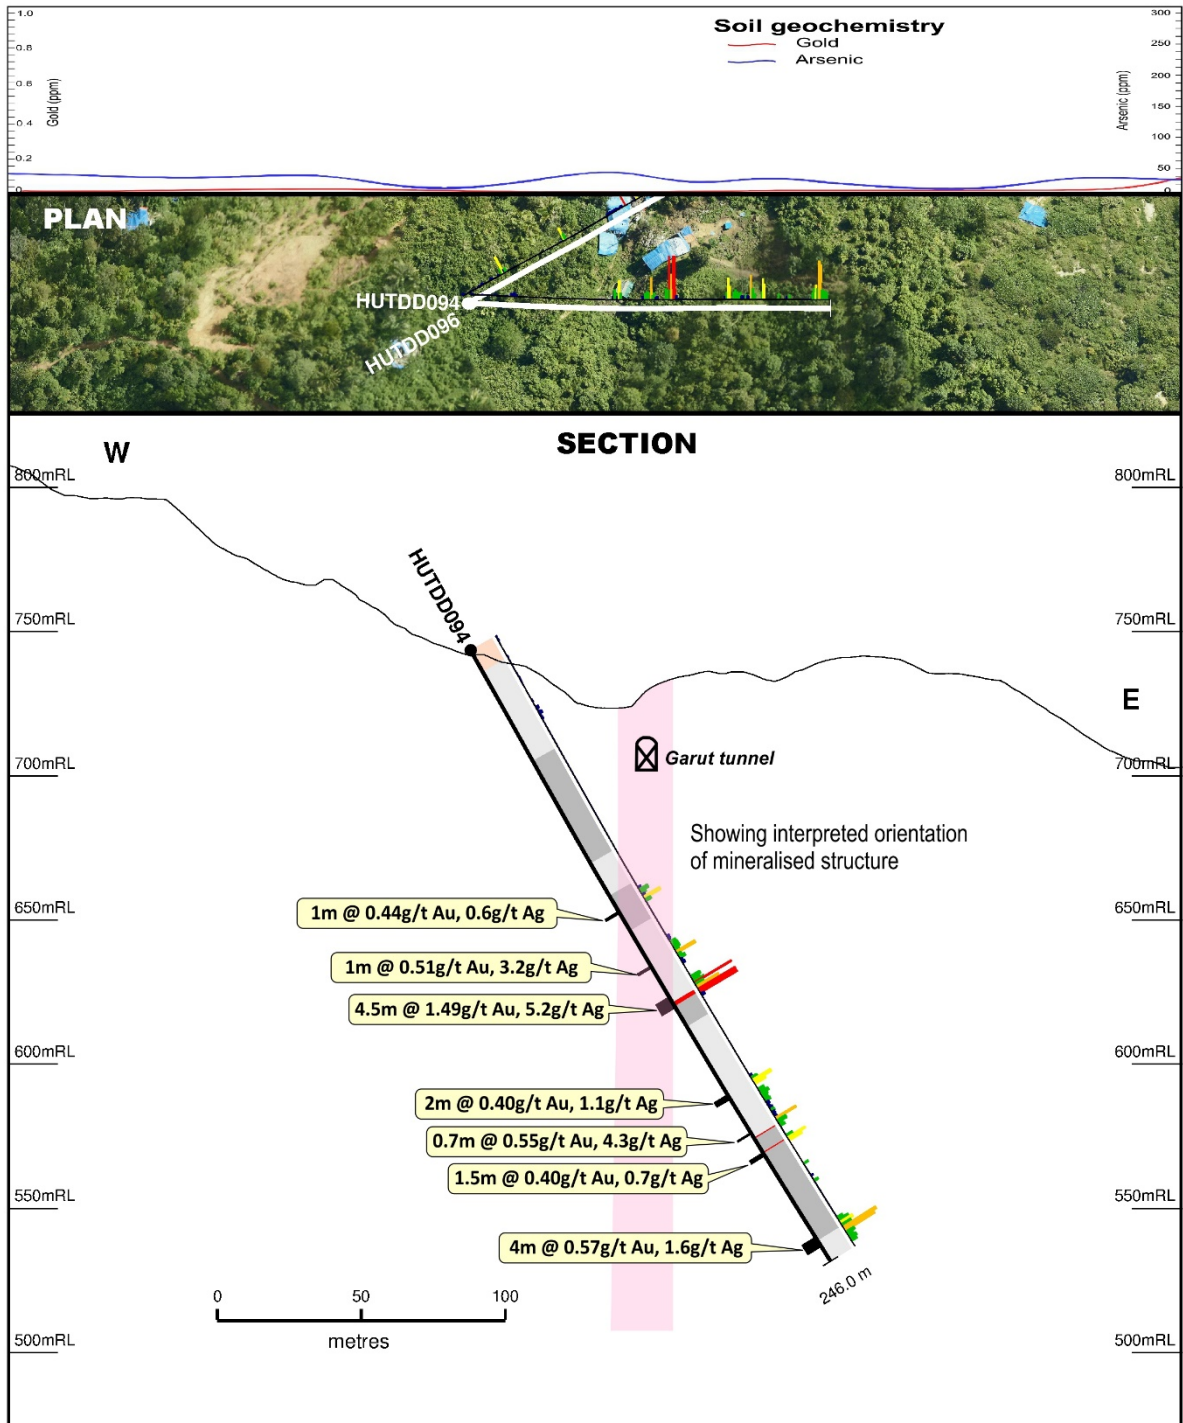 Soil geochemistry
Gold
Arsenic
1.0
0.8
0.6
0.4
0.2
0
Gold (ppm)
300
250
200
150
100
50
0
Arsenic (ppm)
PLAN
HUTDD094
HUTDD096
SECTION
W
E
800mRL
800mRL
750mRL
750mRL
700mRL
700mRL
650mRL
650mRL
600mRL
600mRL
550mRL
550mRL
500mRL
500mRL
HUTDD094
Garut tunnel
Showing interpreted orientation
of mineralised structure
1m @ 0.44g/t Au, 0.6g/t Ag
1m @ 0.51g/t Au, 3.2g/t Ag
4.5m @ 1.49g/t Au, 5.2g/t Ag
2m @ 0.40g/t Au, 1.1g/t Ag
0.7m @ 0.55g/t Au, 4.3g/t Ag
1.5m @ 0.40g/t Au, 0.7g/t Ag
4m @ 0.57g/t Au, 1.6g/t Ag
246.0 m
0 50 100
metres